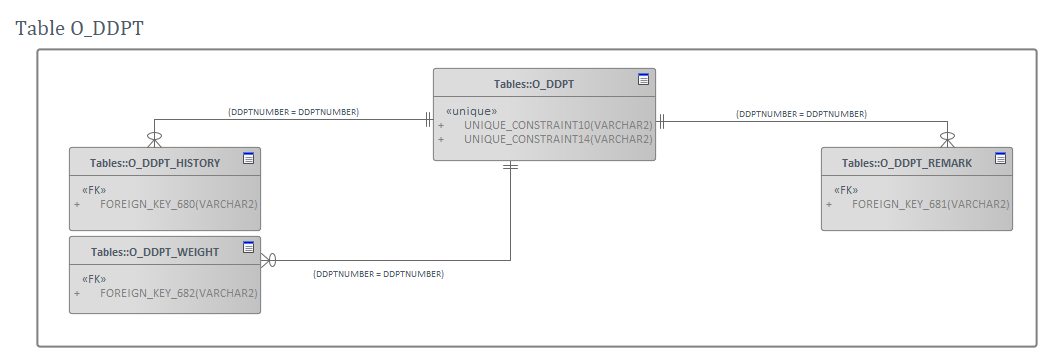 Table O_DDPT
Tables::O_DDPT
«unique»
+ UNIQUE_CONSTRAINT10(VARCHAR2)
+ UNIQUE_CONSTRAINT14(VARCHAR2)
(DDPTNUMBER = DDPTNUMBER)
(DDPTNUMBER = DDPTNUMBER)
Tables::O_DDPT_HISTORY
«FK»
+ FOREIGN_KEY_680(VARCHAR2)
Tables::O_DDPT_REMARK
«FK»
+ FOREIGN_KEY_681(VARCHAR2)
Tables::O_DDPT_WEIGHT
«FK»
+ FOREIGN_KEY_682(VARCHAR2)
(DDPTNUMBER = DDPTNUMBER)